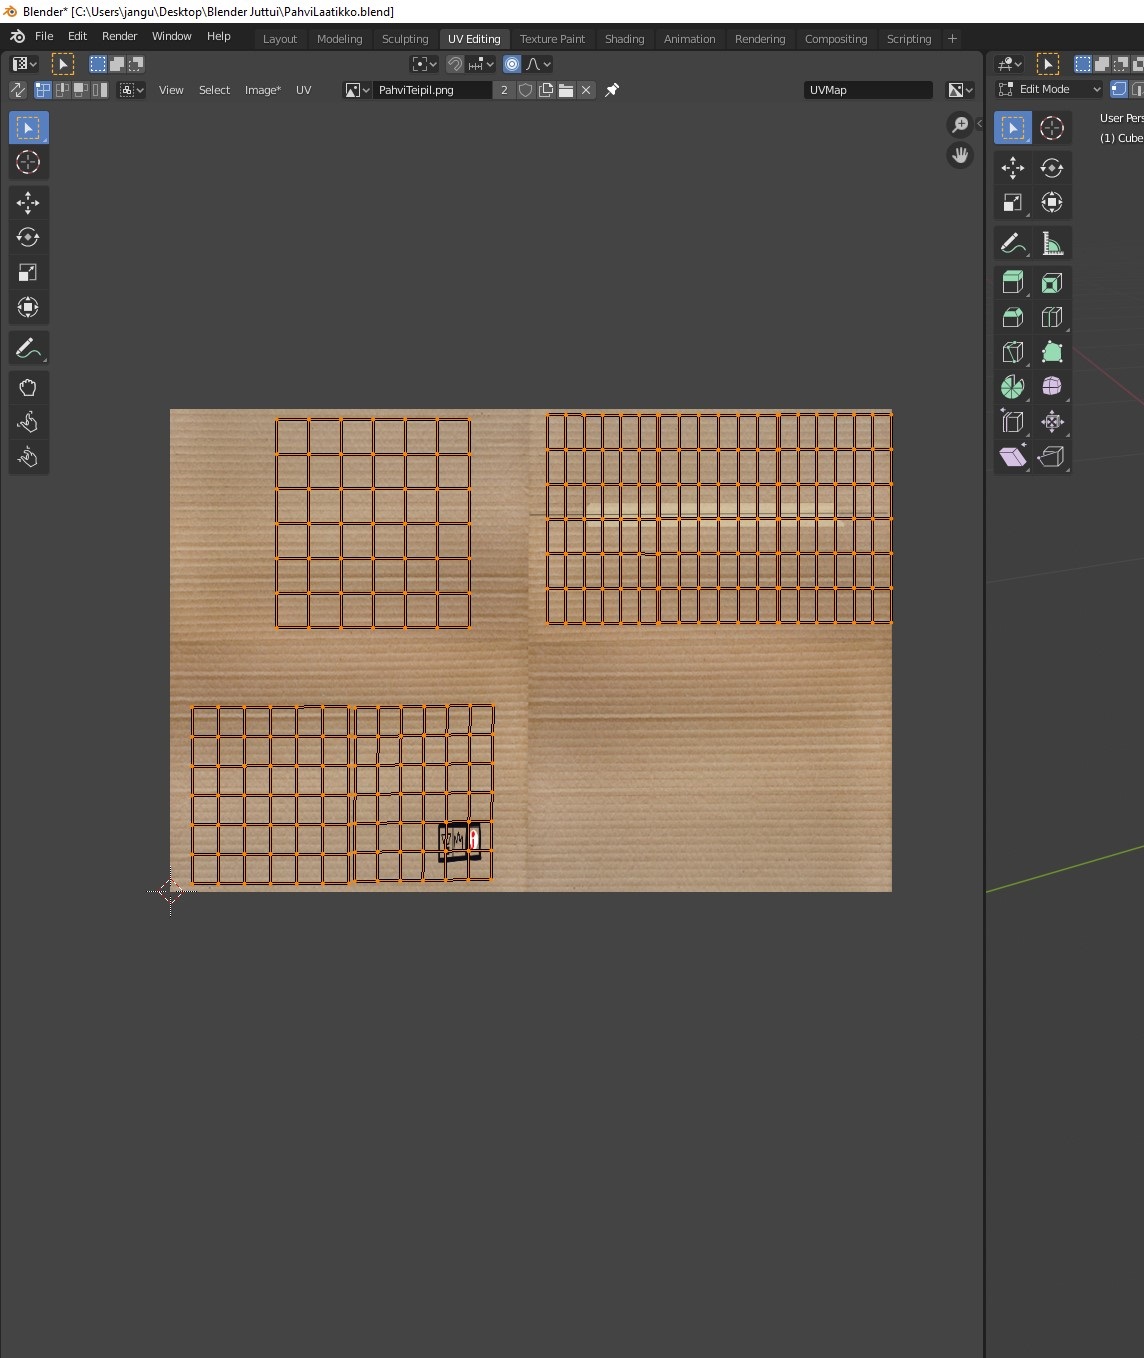 Blender* [C:\Users\jangu\Desktop\Blender Juttui\PahviLaatikko.blend]
File Edit Render Window Help Layout Modeling Sculpting UV Editing Texture Paint Shading Animation Rendering Compositing Scripting +
View Select Image* UV PahviTeipil.png 2 UVMap Edit Mode
User Pers
(1) Cube